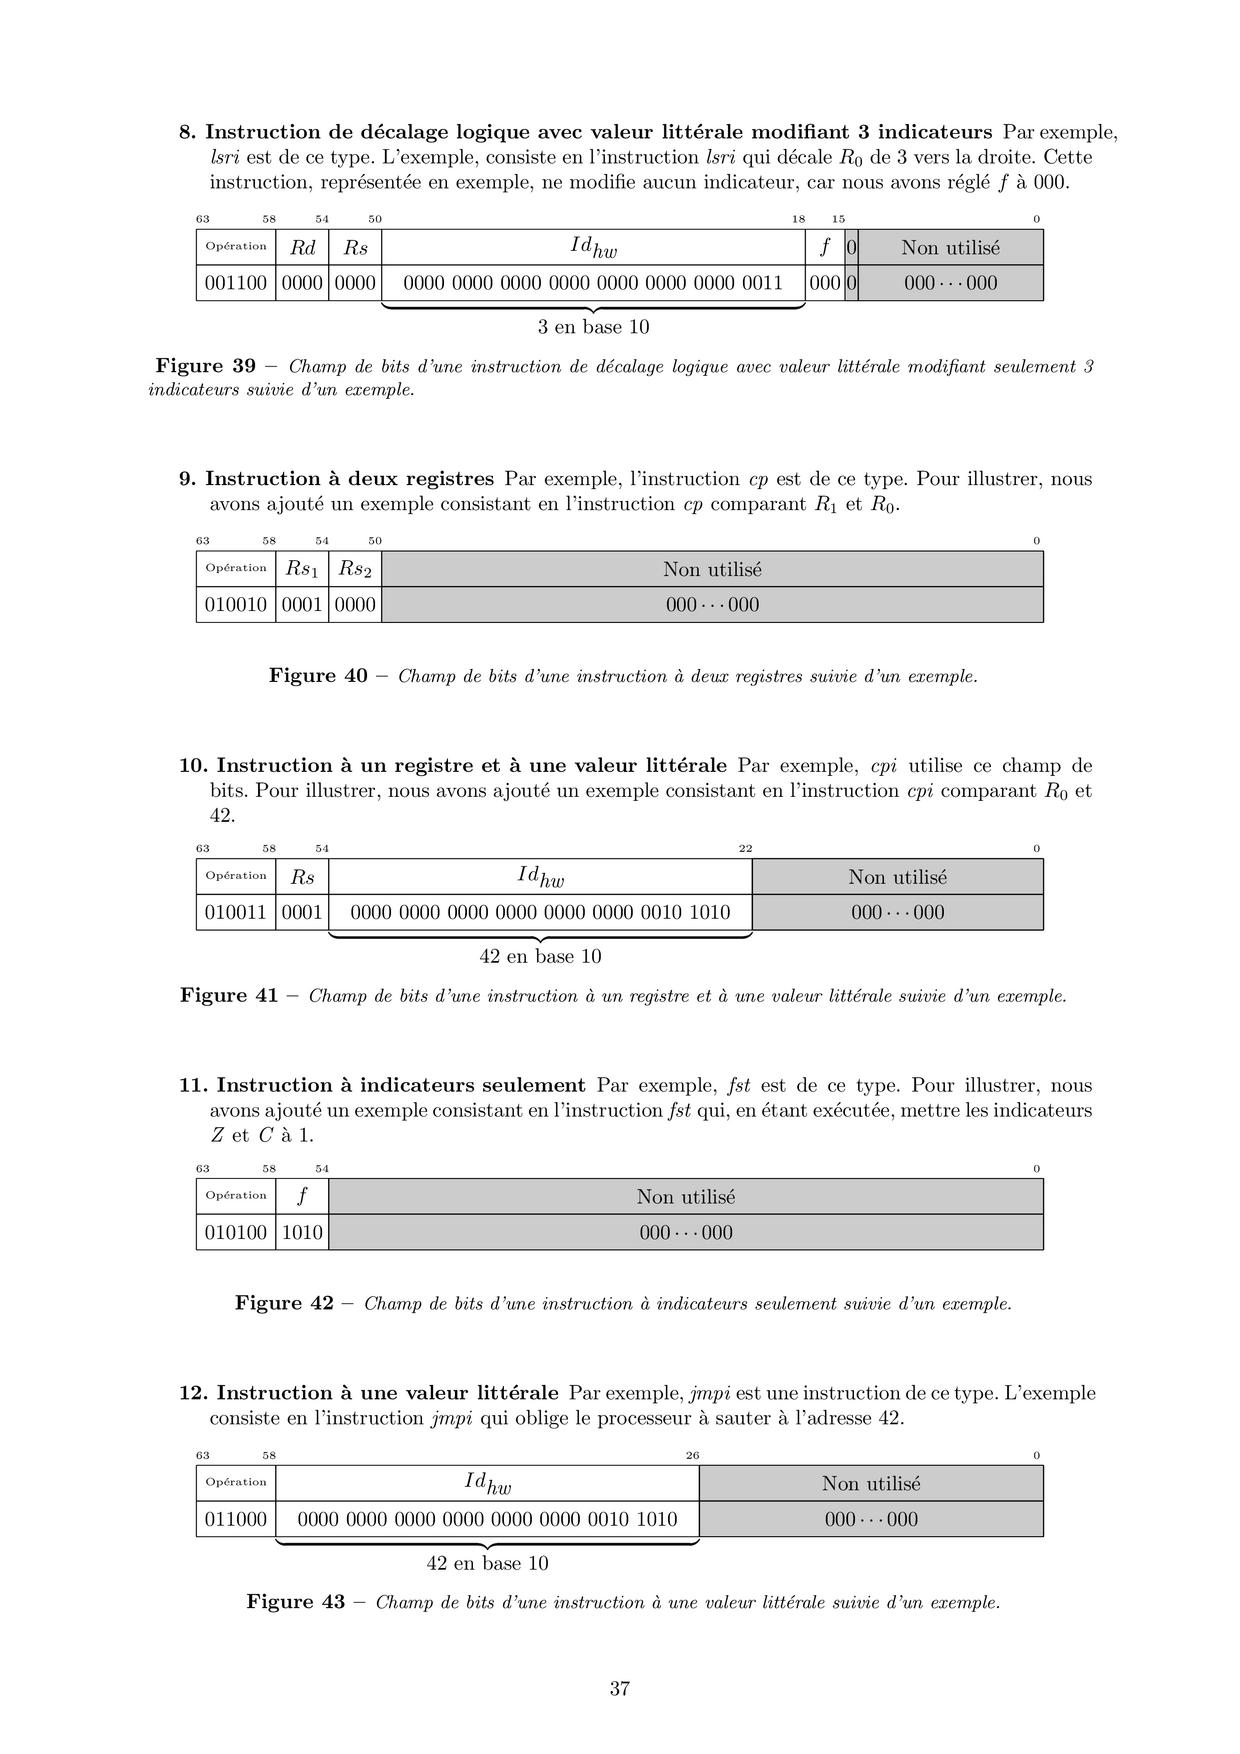 8. Instruction de décalage logique avec valeur littérale modifiant 3 indicateurs Par exemple,
lsri est de ce type. L'exemple, consiste en l'instruction lsri qui décale R0 de 3 vers la droite. Cette
instruction, représentée en exemple, ne modifie aucun indicateur, car nous avons réglé f à 000.
63 58 54 50 18 15 0
Opération Rd Rs Idhw f 0 Non utilisé
001100 0000 0000 0000 0000 0000 0000 0000 0000 0000 0011 000 0 000 · · · 000
3 en base 10
Figure 39 – Champ de bits d'une instruction de décalage logique avec valeur littérale modifiant seulement 3
indicateurs suivie d'un exemple.
9. Instruction à deux registres Par exemple, l'instruction cp est de ce type. Pour illustrer, nous
avons ajouté un exemple consistant en l'instruction cp comparant R1 et R0.
63 58 54 50 0
Opération Rs1 Rs2 Non utilisé
010010 0001 0000 000 · · · 000
Figure 40 – Champ de bits d'une instruction à deux registres suivie d'un exemple.
10. Instruction à un registre et à une valeur littérale Par exemple, cpi utilise ce champ de
bits. Pour illustrer, nous avons ajouté un exemple consistant en l'instruction cpi comparant R0 et
42.
63 58 54 22 0
Opération Rs Idhw Non utilisé
010011 0001 0000 0000 0000 0000 0000 0000 0010 1010 000 · · · 000
42 en base 10
Figure 41 – Champ de bits d'une instruction à un registre et à une valeur littérale suivie d'un exemple.
11. Instruction à indicateurs seulement Par exemple, fst est de ce type. Pour illustrer, nous
avons ajouté un exemple consistant en l'instruction fst qui, en étant exécutée, mettre les indicateurs
Z et C à 1.
63 58 54 0
Opération f Non utilisé
010100 1010 000 · · · 000
Figure 42 – Champ de bits d'une instruction à indicateurs seulement suivie d'un exemple.
12. Instruction à une valeur littérale Par exemple, jmpi est une instruction de ce type. L'exemple
consiste en l'instruction jmpi qui oblige le processeur à sauter à l'adresse 42.
63 58 26 0
Opération Idhw Non utilisé
011000 0000 0000 0000 0000 0000 0000 0010 1010 000 · · · 000
42 en base 10
Figure 43 – Champ de bits d'une instruction à une valeur littérale suivie d'un exemple.
37